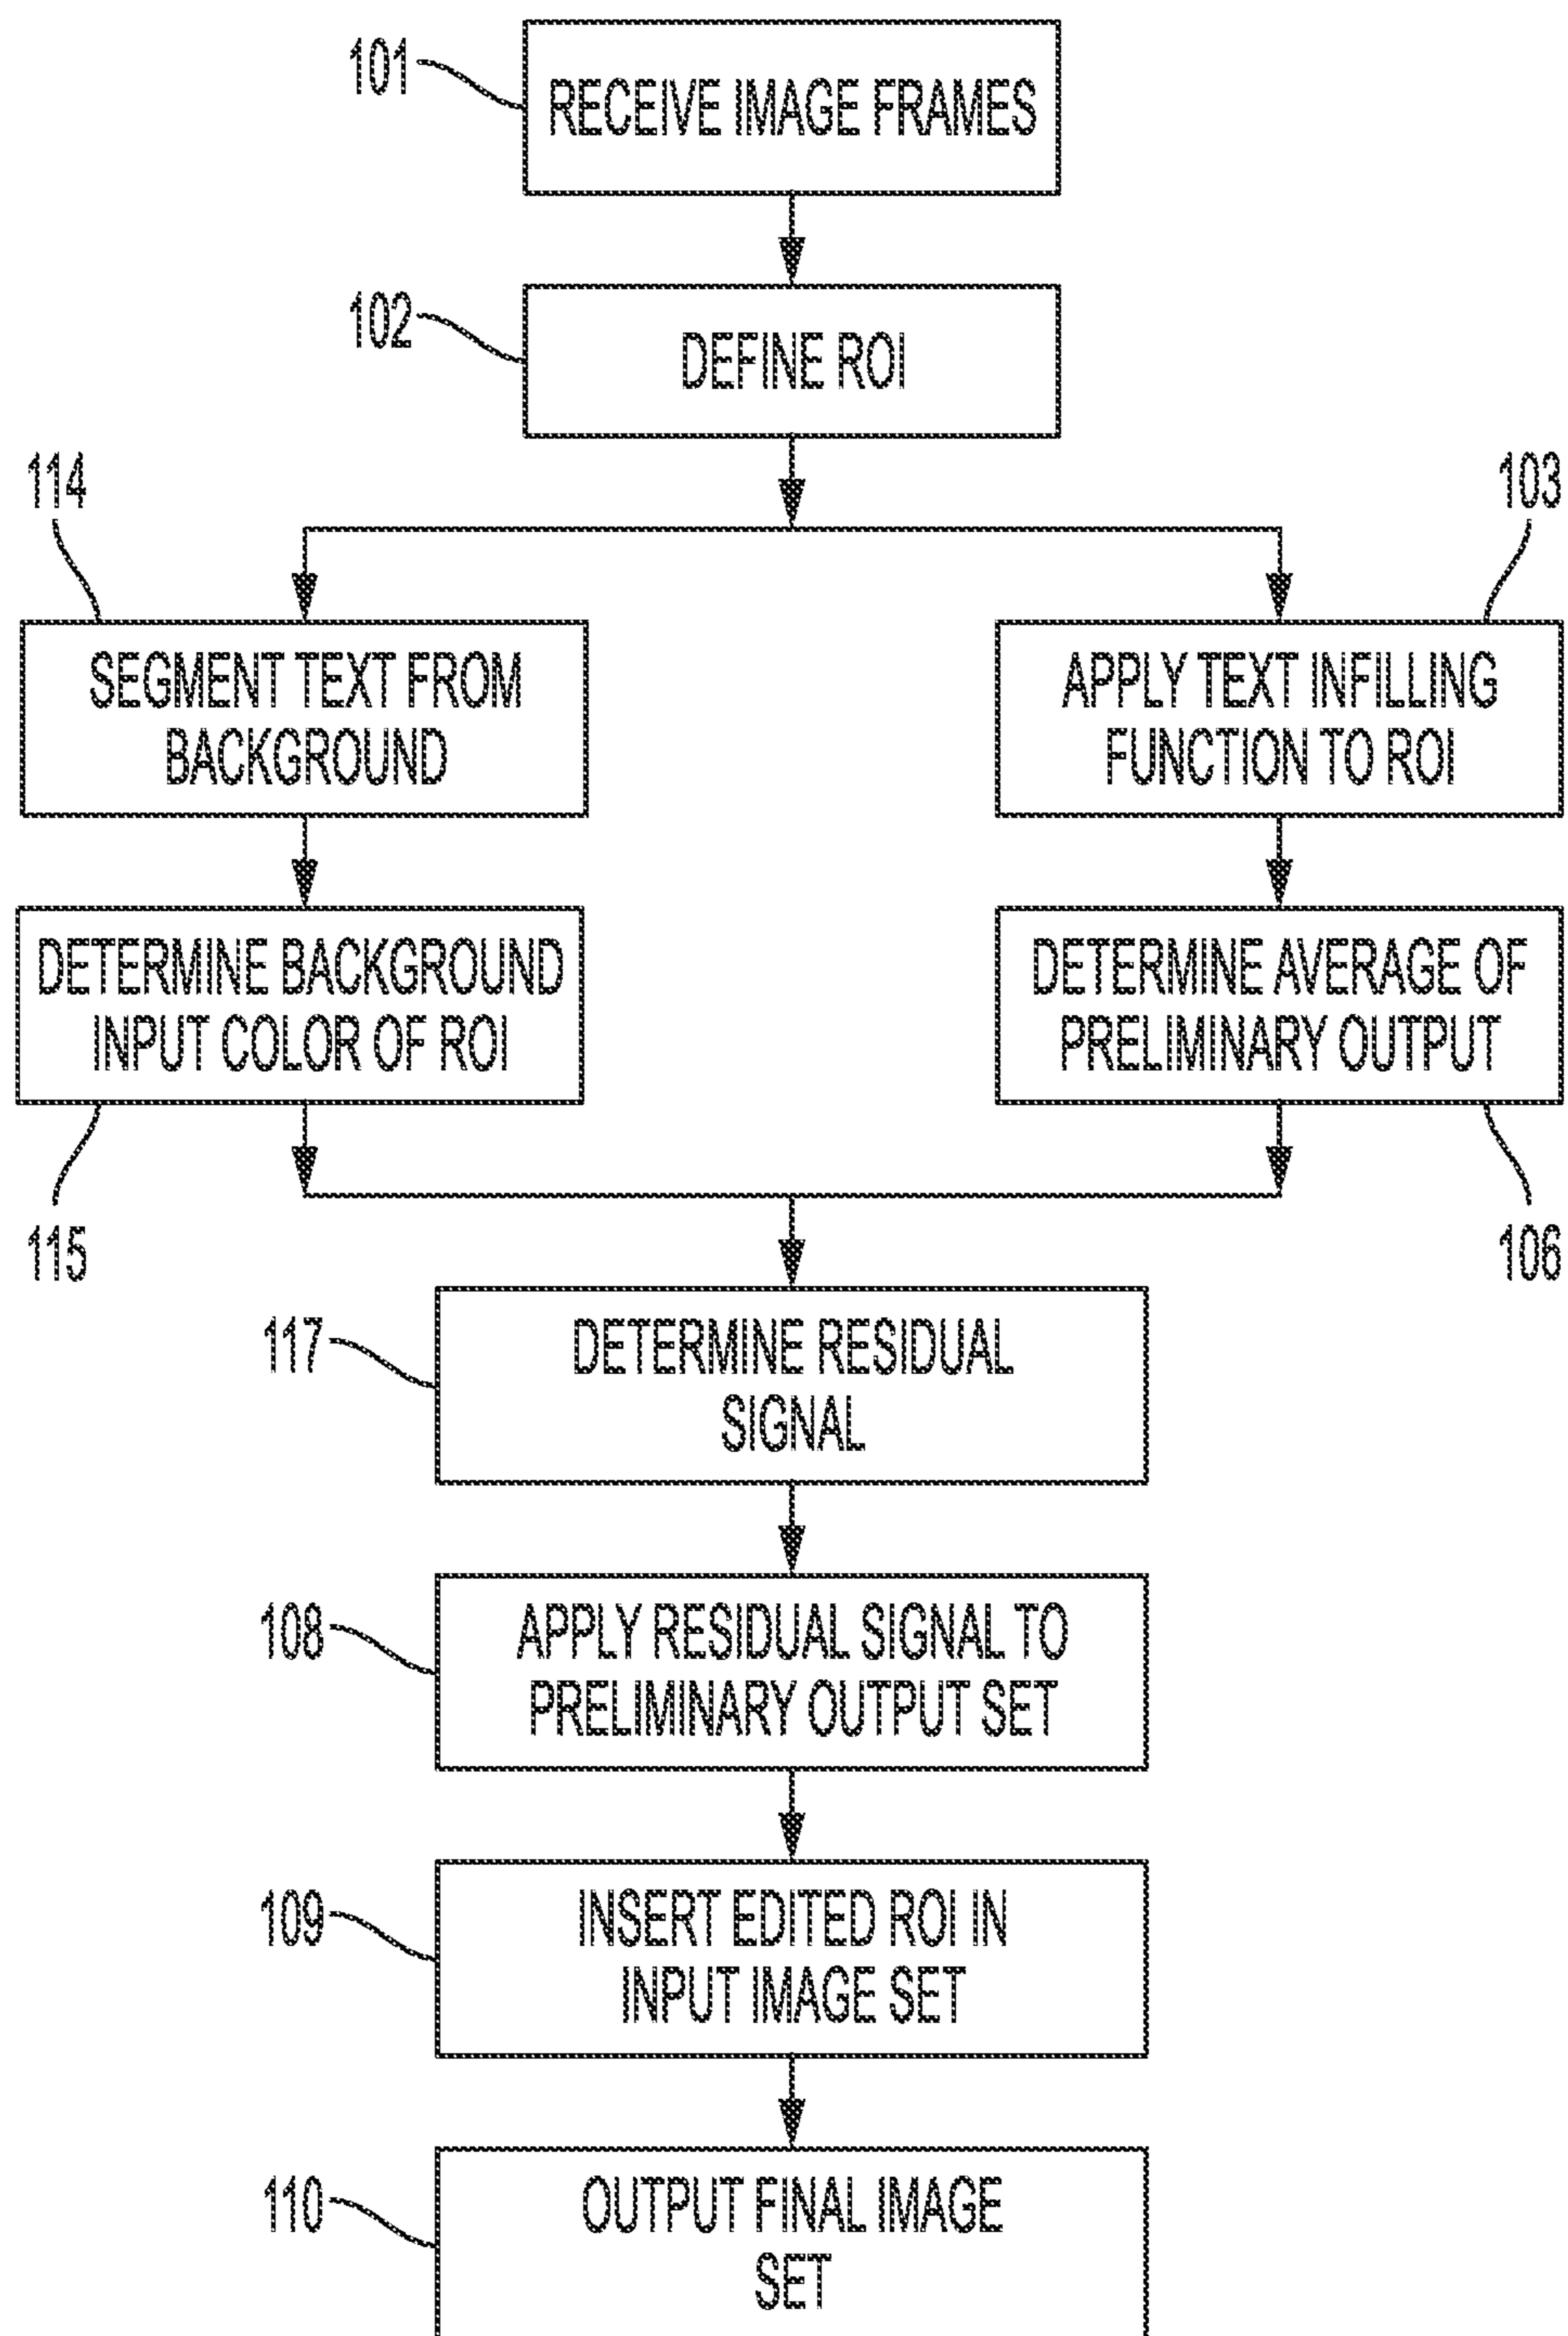 101
RECEIVE IMAGE FRAMES
102
DEFINE ROI
114
103
SEGMENT TEXT FROM
BACKGROUND
APPLY TEXT INFILLING
FUNCTION TO ROI
DETERMINE BACKGROUND
INPUT COLOR OF ROI
DETERMINE AVERAGE OF
PRELIMINARY OUTPUT
115
106
117
DETERMINE RESIDUAL
SIGNAL
108
APPLY RESIDUAL SIGNAL TO
PRELIMINARY OUTPUT SET
109
INSERT EDITED ROI IN
INPUT IMAGE SET
110
OUTPUT FINAL IMAGE
SET